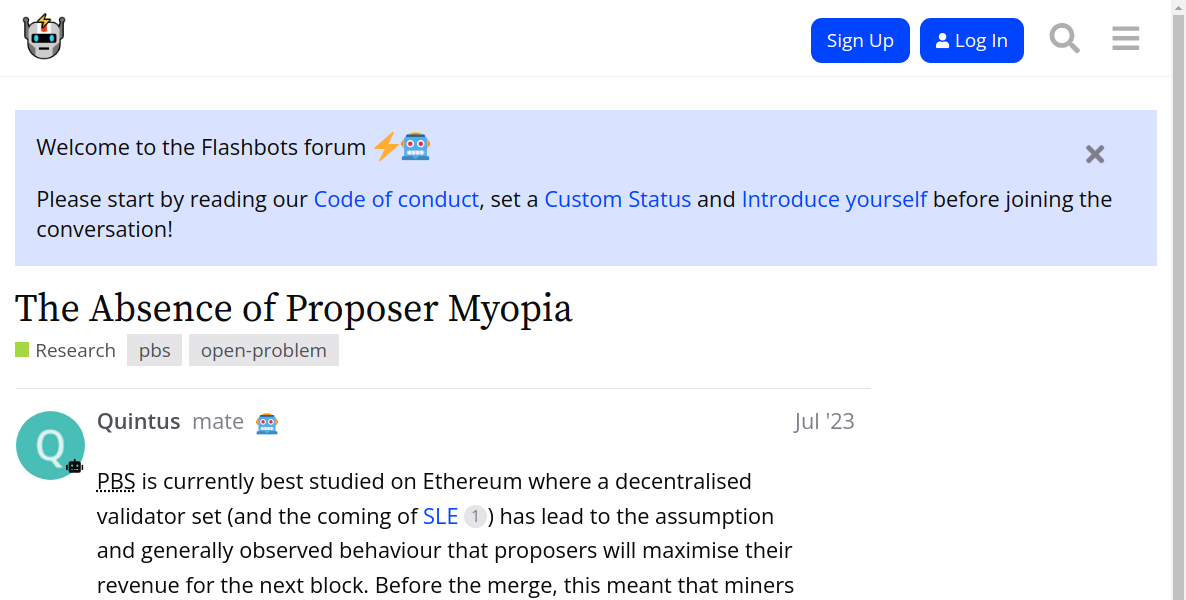 Sign Up
Log In
Welcome to the Flashbots forum
Please start by reading our Code of conduct, set a Custom Status and Introduce yourself before joining the
conversation!
The Absence of Proposer Myopia
Research pbs open-problem
Quintus mate Jul '23
Q
PBS is currently best studied on Ethereum where a decentralised
validator set (and the coming of SLE 1) has lead to the assumption
and generally observed behaviour that proposers will maximise their
revenue for the next block. Before the merge, this meant that miners